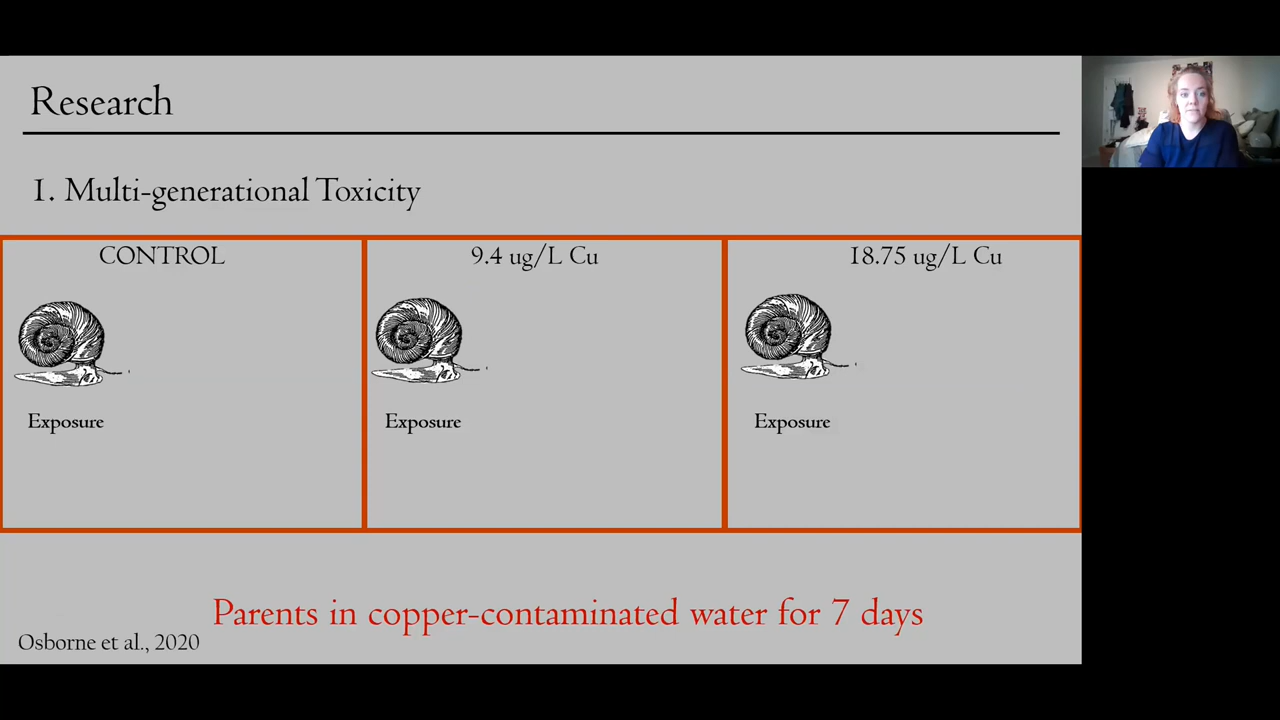 Research
1. Multi-generational Toxicity
CONTROL
9.4 ug/L Cu
18.75 ug/L Cu
Exposure
Exposure
Exposure
Parents in copper-contaminated water for 7 days
Osborne et al., 2020